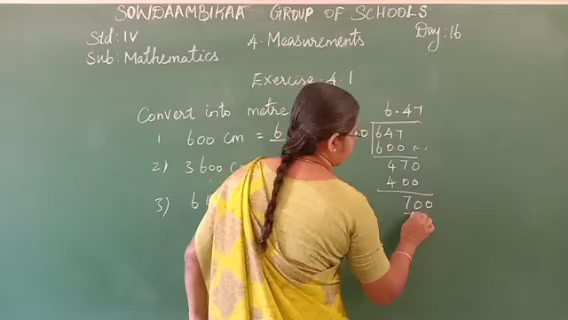 SOWDAAMBIKAA GROUP OF SCHOOLS
Std: IV
4. Measurements
Day: 16
Sub: Mathematics
Exercise: 4.1
Convert into metre
1 600 cm = 6
2) 3600 c
3) 6
6.47
0 647
600 (-)
470
400
700